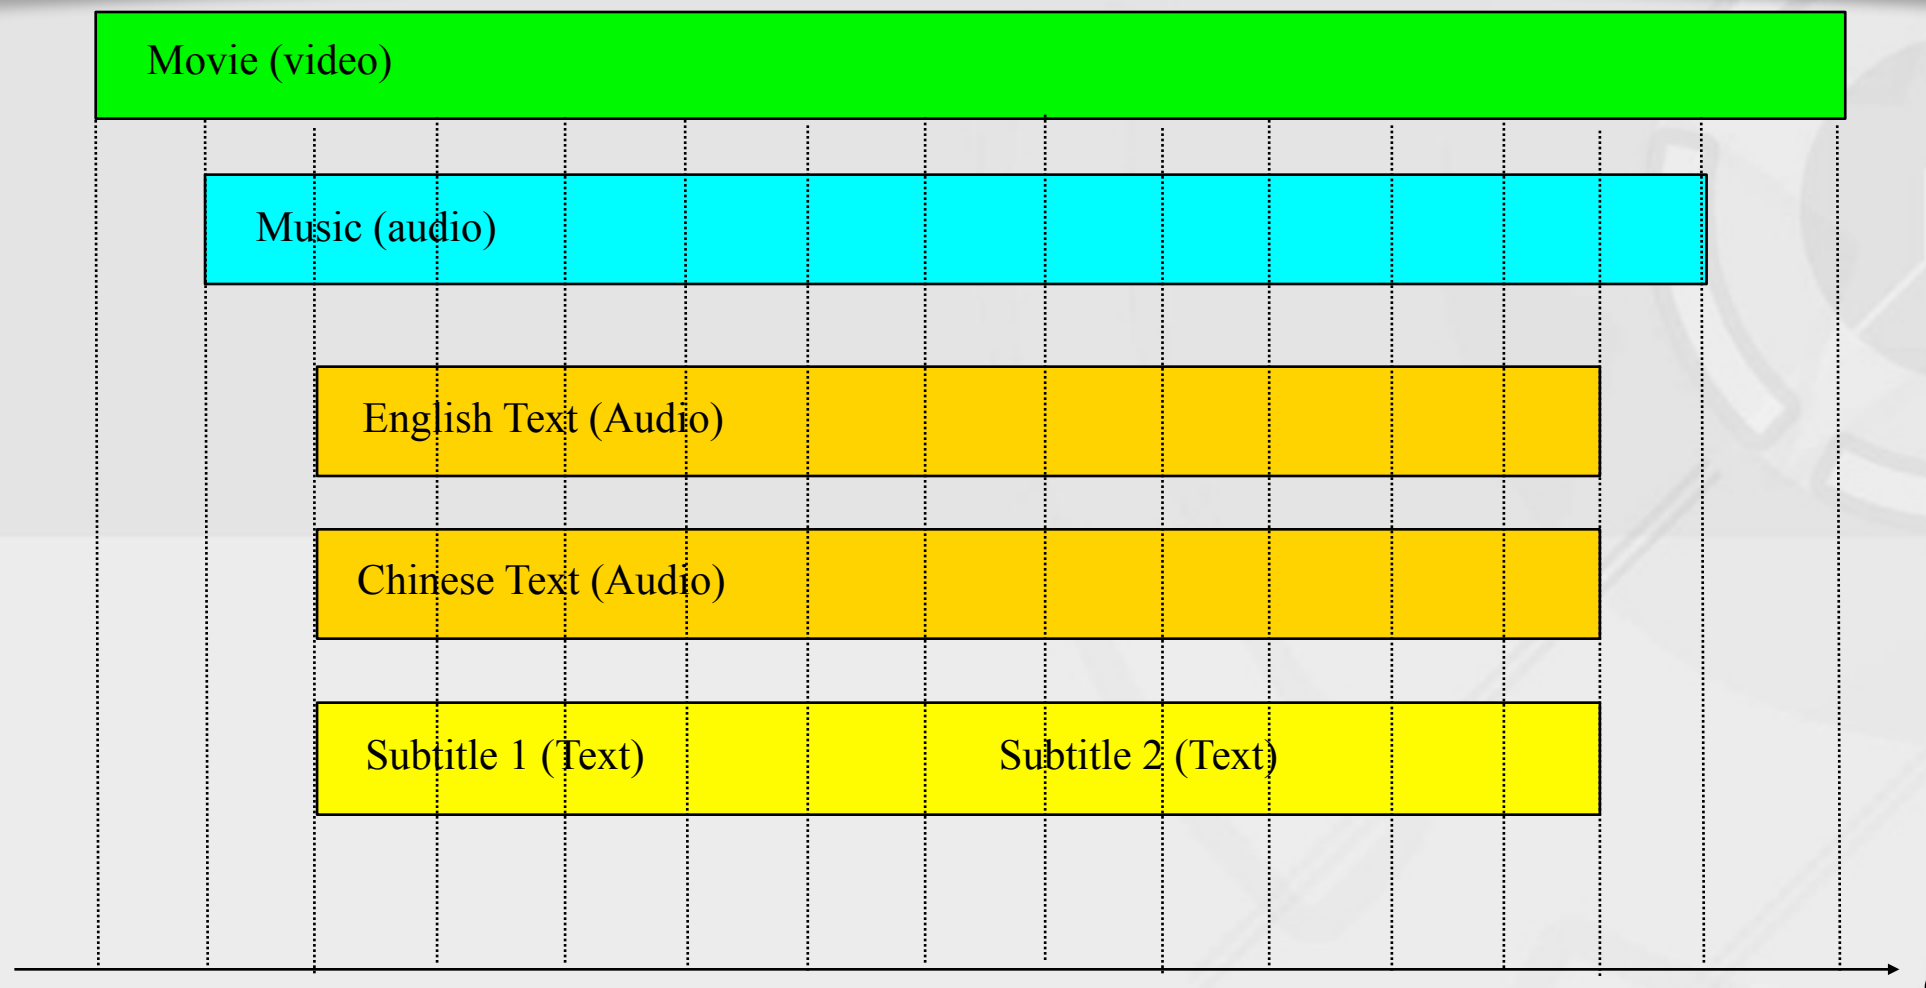 Movie (video)
Music (audio)
English Text (Audio)
Chinese Text (Audio)
Subtitle 1 (Text) Subtitle 2 (Text)